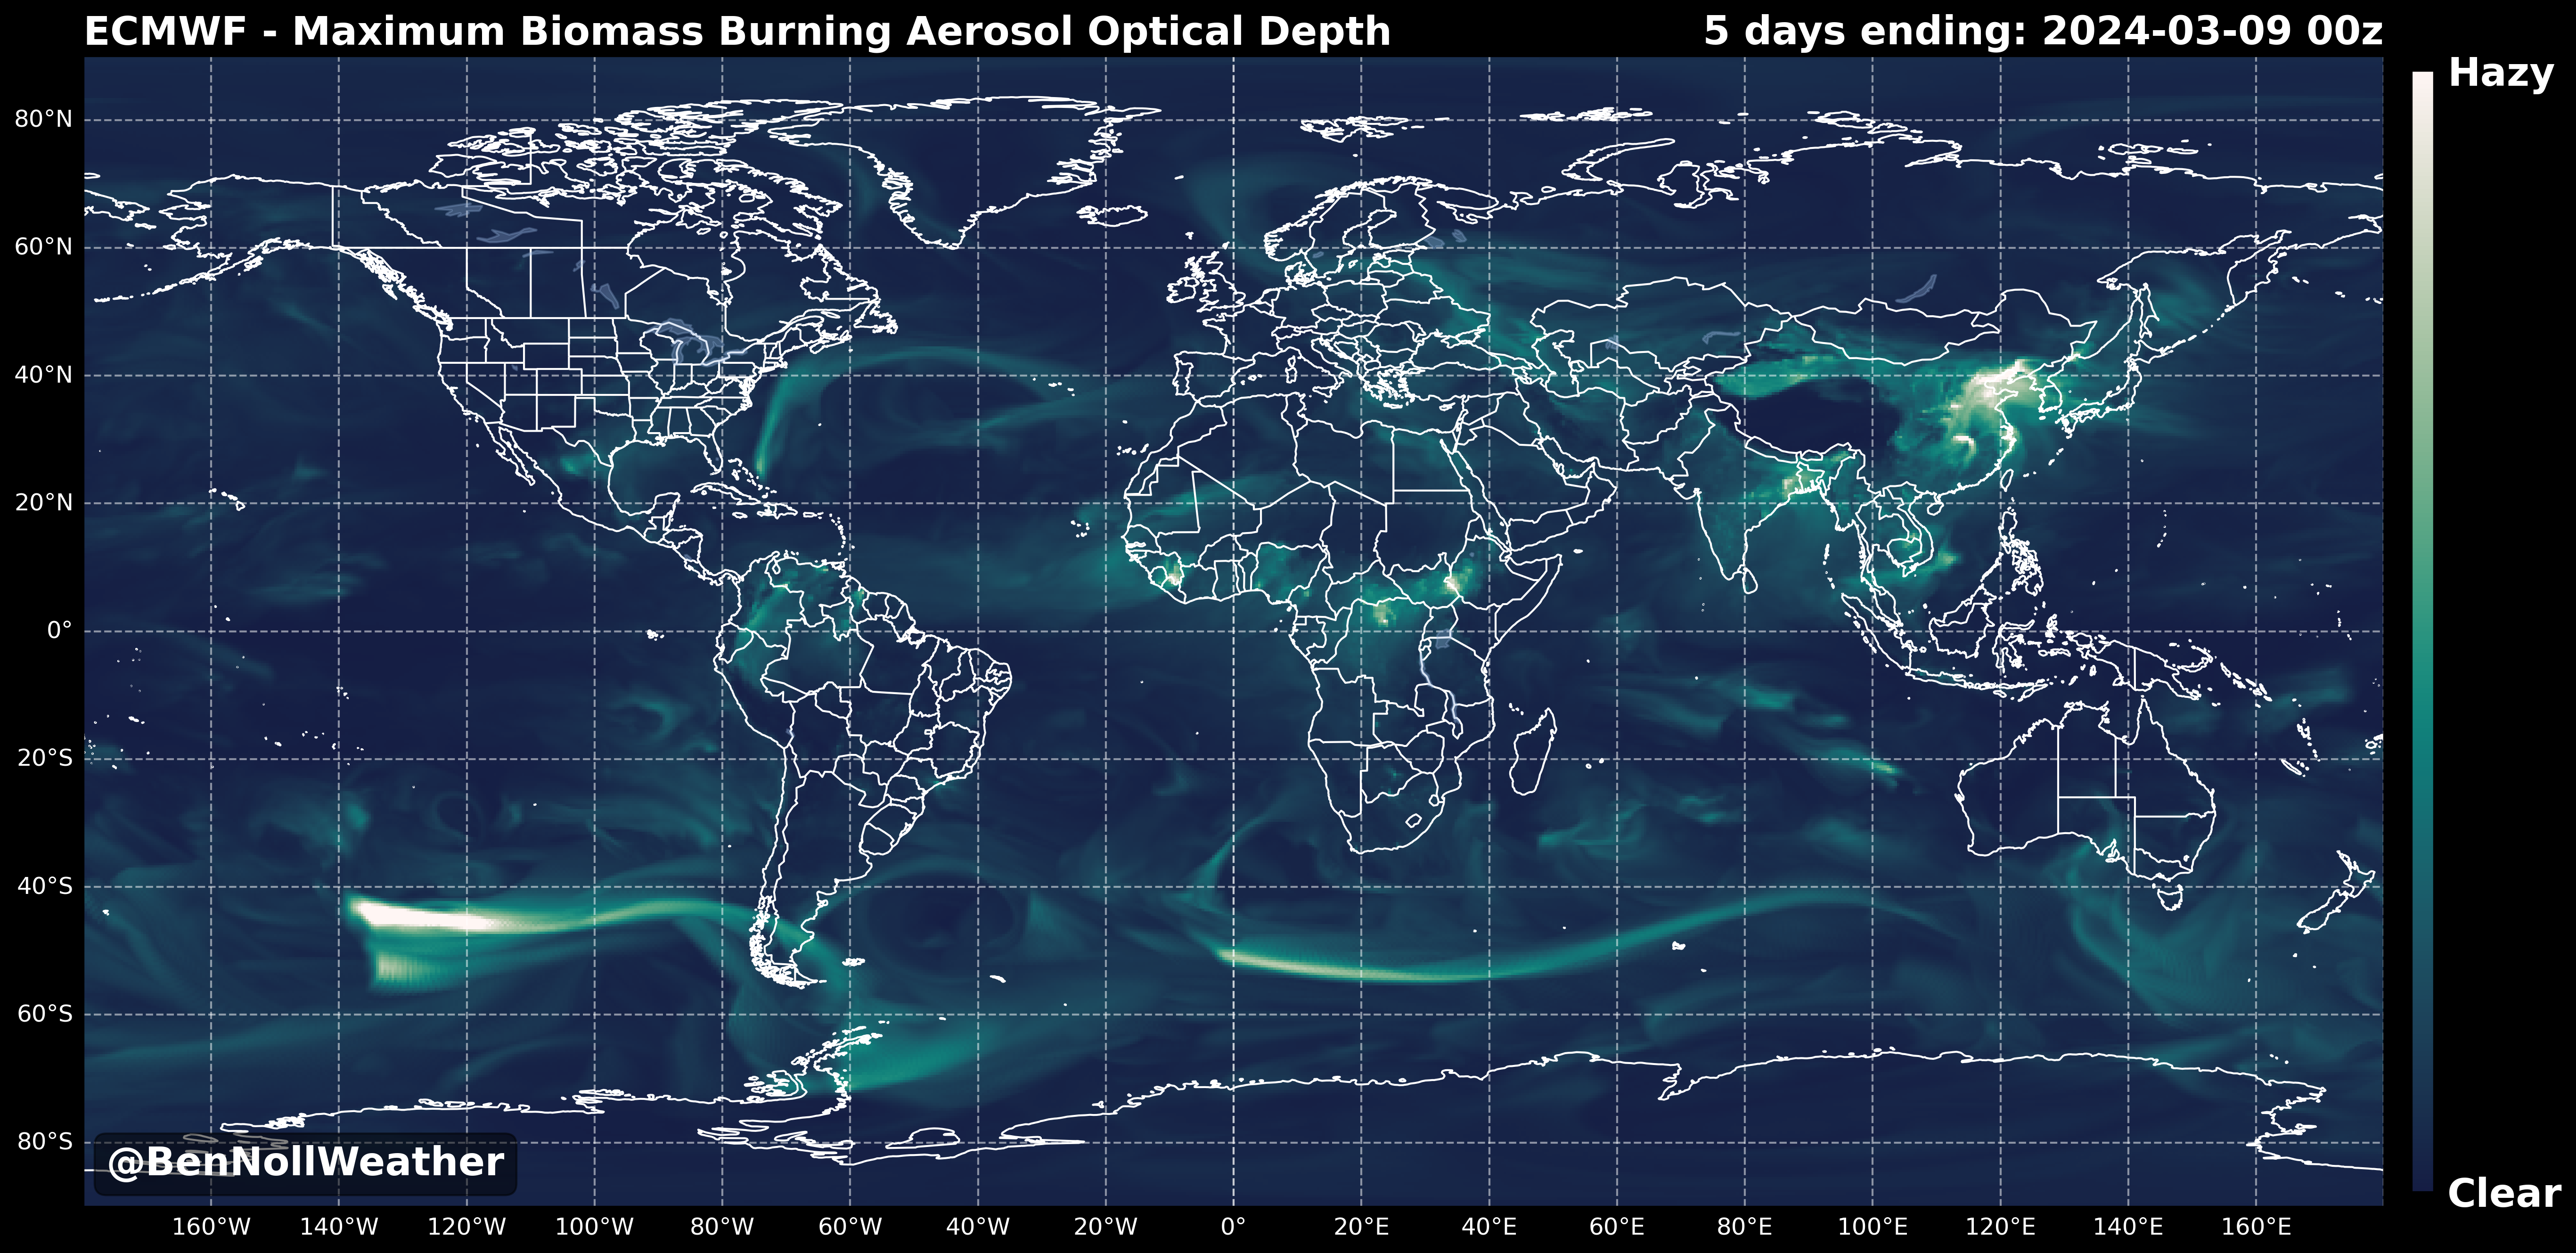 ECMWF - Maximum Biomass Burning Aerosol Optical Depth
5 days ending: 2024-03-09 00z
Hazy
80°N
60°N
40°N
20°N
0°
20°S
40°S
60°S
80°S
@BenNollWeather
Clear
160°W 140°W 120°W 100°W 80°W 60°W 40°W 20°W 0° 20°E 40°E 60°E 80°E 100°E 120°E 140°E 160°E